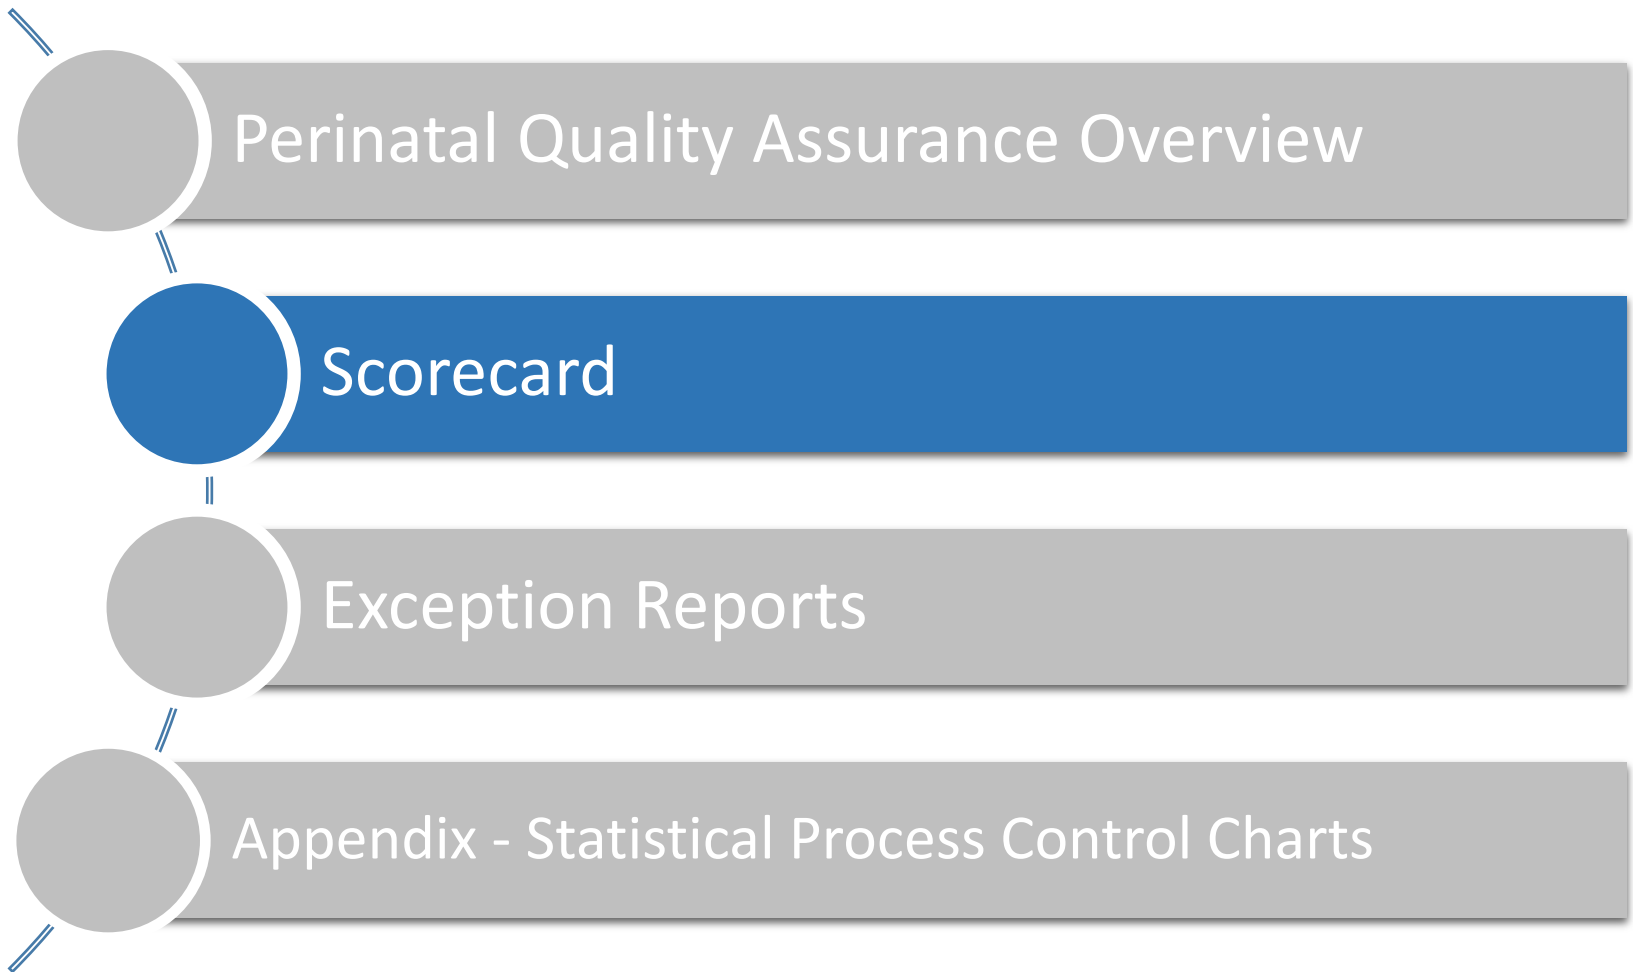 Perinatal Quality Assurance Overview
Scorecard
Exception Reports
Appendix - Statistical Process Control Charts